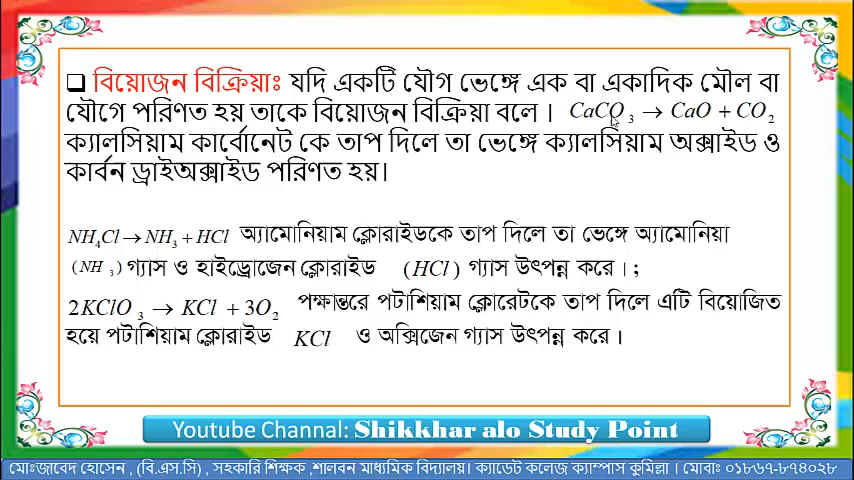 ❑ বিয়োজন বিক্রিয়াঃ যদি একটি যৌগ ভেঙ্গে এক বা একাদিক মৌল বা
যৌগে পরিণত হয় তাকে বিয়োজন বিক্রিয়া বলে। CaCO₃ → CaO + CO₂
ক্যালসিয়াম কার্বোনেট কে তাপ দিলে তা ভেঙ্গে ক্যালসিয়াম অক্সাইড ও
কার্বন ড্রাইঅক্সাইড পরিণত হয়।
NH₄Cl → NH₃ + HCl অ্যামোনিয়াম ক্লোরাইডকে তাপ দিলে তা ভেঙ্গে অ্যামোনিয়া
(NH₃) গ্যাস ও হাইড্রোজেন ক্লোরাইড (HCl) গ্যাস উৎপন্ন করে।;
2KClO₃ → KCl + 3O₂ পক্ষান্তরে পটাশিয়াম ক্লোরেটকে তাপ দিলে এটি বিয়োজিত
হয়ে পটাশিয়াম ক্লোরাইড KCl ও অক্সিজেন গ্যাস উৎপন্ন করে।
Youtube Channal: Shikkhar alo Study Point
মোঃজাবেদ হোসেন , (বি.এস.সি) , সহকারি শিক্ষক ,শালবন মাধ্যমিক বিদ্যালয়। ক্যাডেট কলেজ ক্যাম্পাস কুমিল্লা । মোবাঃ ০১৮৬৭-৮৭৪০২৮